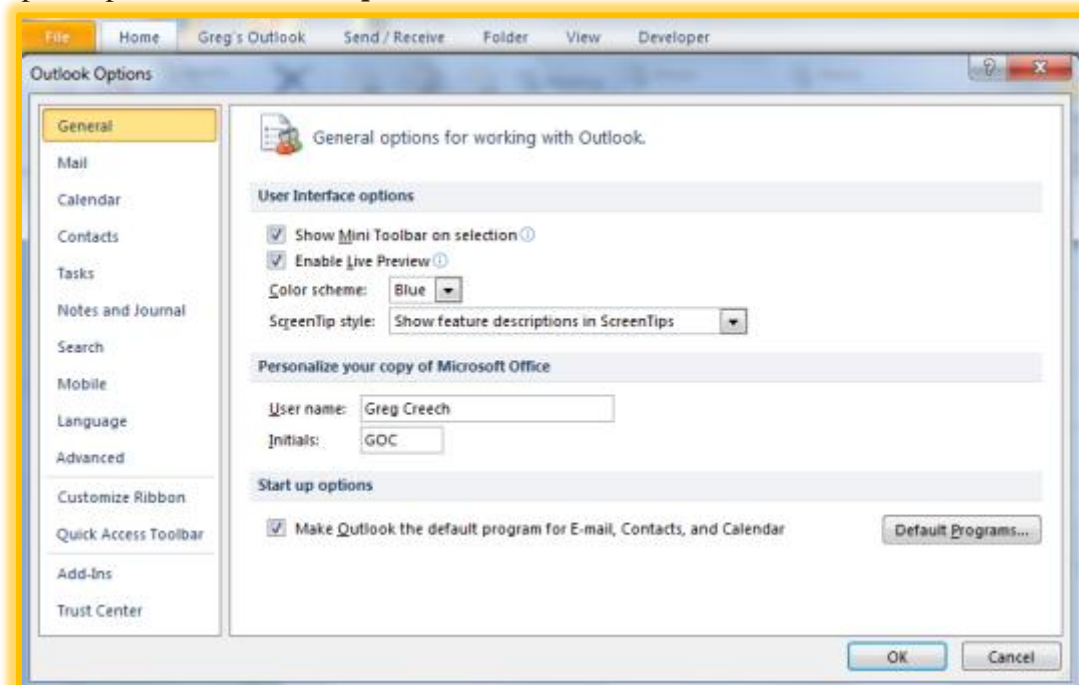 File Home Greg's Outlook Send / Receive Folder View Developer
Outlook Options
General
Mail
Calendar
Contacts
Tasks
Notes and Journal
Search
Mobile
Language
Advanced
Customize Ribbon
Quick Access Toolbar
Add-Ins
Trust Center
General options for working with Outlook.
User Interface options
Show Mini Toolbar on selection
Enable Live Preview
Color scheme: Blue
ScreenTip style: Show feature descriptions in ScreenTips
Personalize your copy of Microsoft Office
User name: Greg Creech
Initials: GOC
Start up options
Make Outlook the default program for E-mail, Contacts, and Calendar Default Programs...
OK Cancel